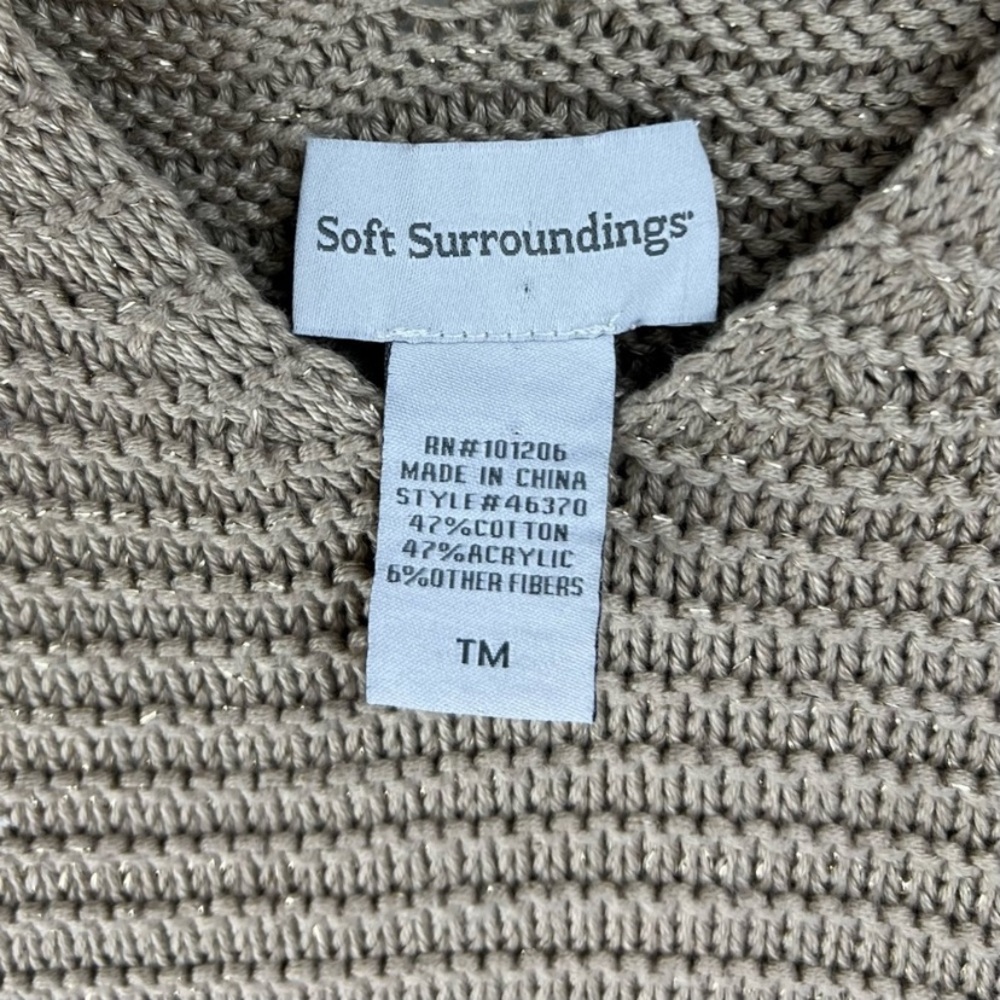 Soft Surroundings
RN#101206
MADE IN CHINA
STYLE#46370
47%COTTON
47%ACRYLIC
6%OTHER FIBERS
TM